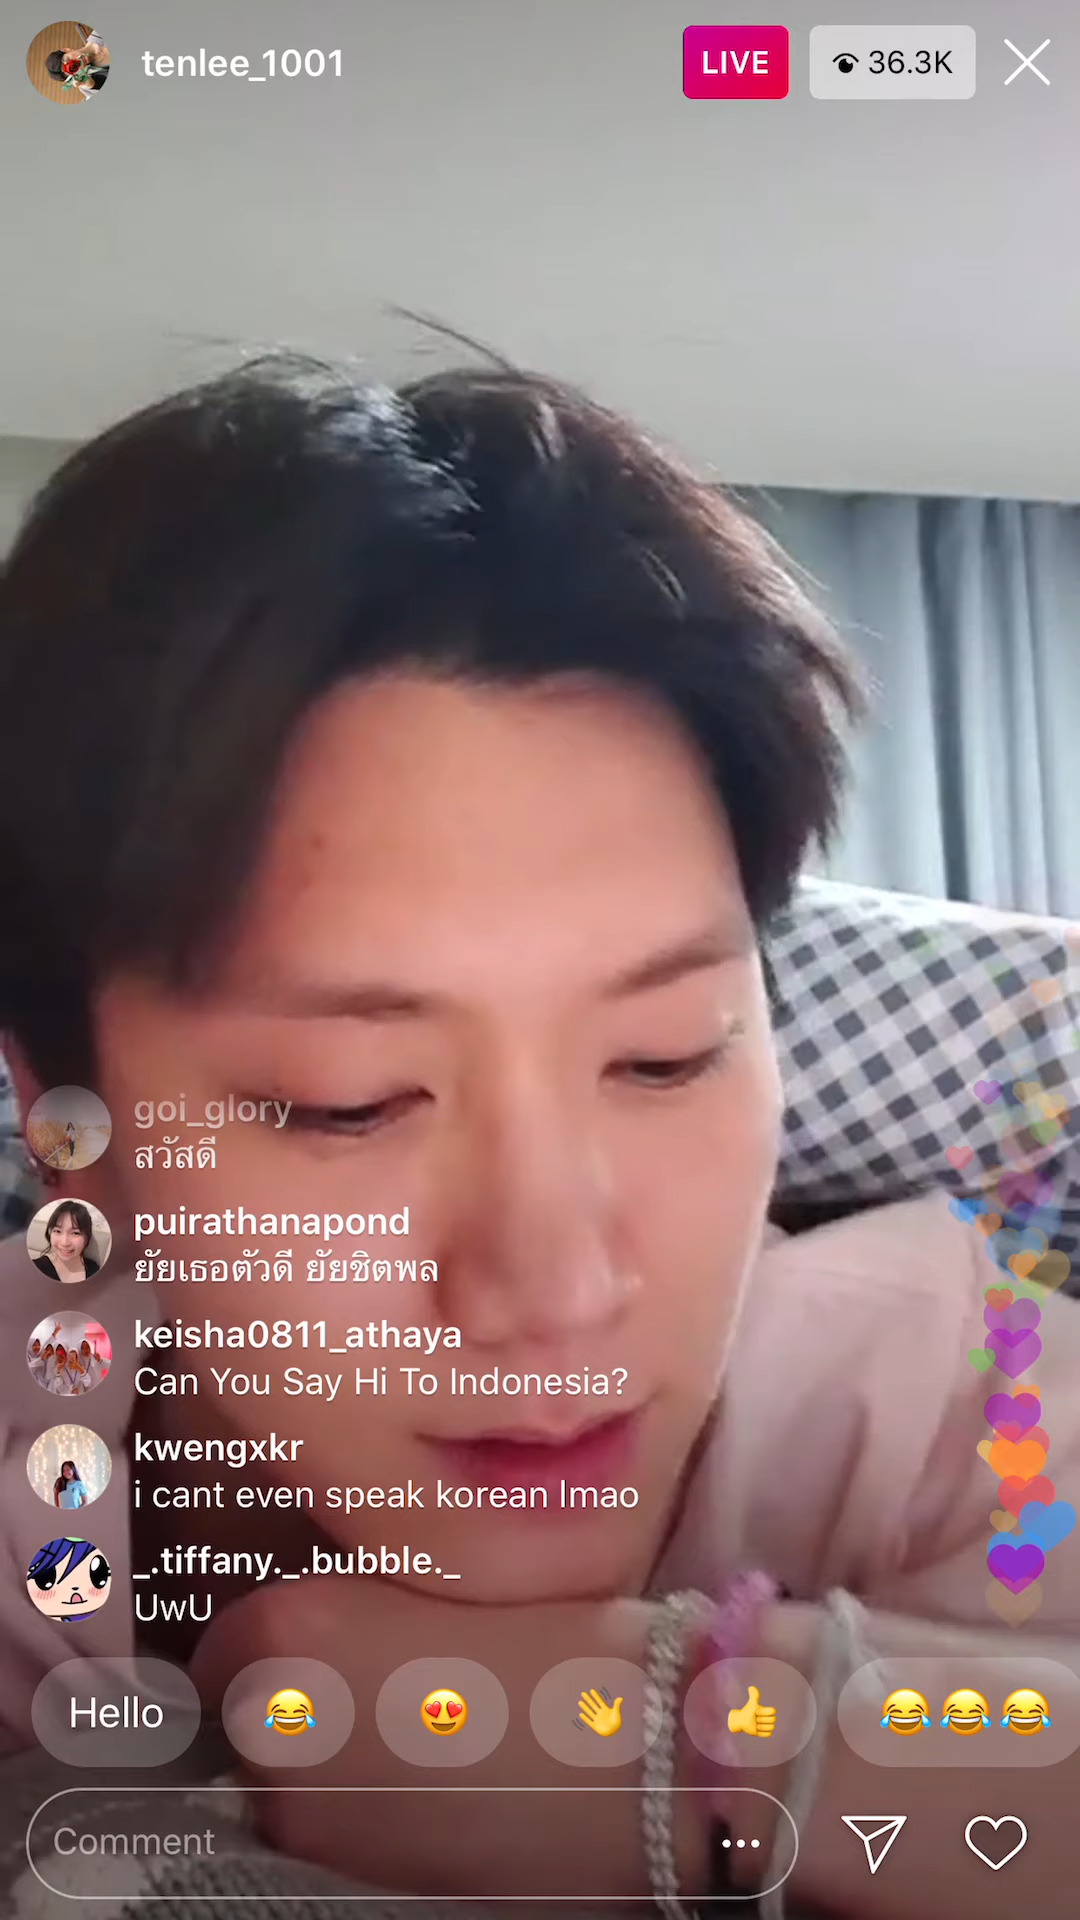 tenlee_1001
LIVE
36.3K
goi_glory
สวัสดี
puirathanapond
ยัยเธอตัวดี ยัยชิตพล
keisha0811_athaya
Can You Say Hi To Indonesia?
kwengxkr
i cant even speak korean lmao
_.tiffany._.bubble._
UwU
Hello
Comment